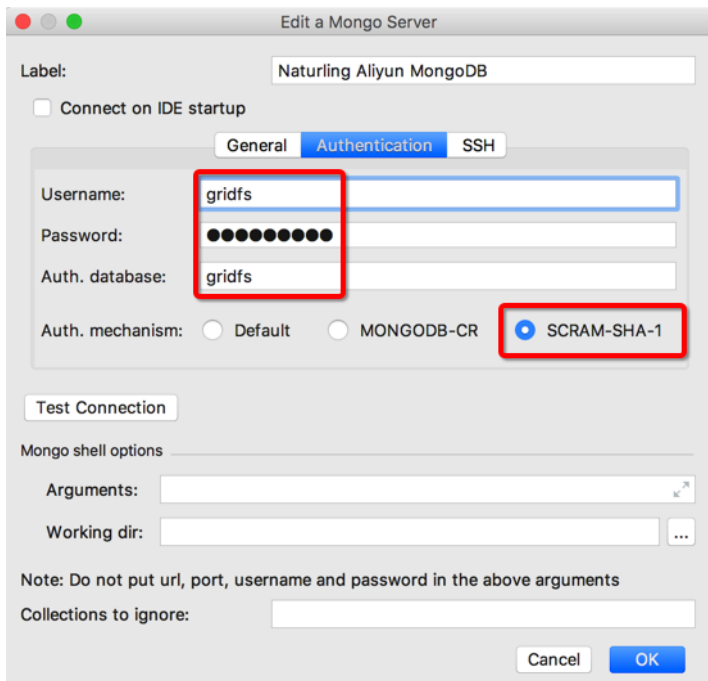 Edit a Mongo Server
Label: Naturling Aliyun MongoDB
Connect on IDE startup
General Authentication SSH
Username: gridfs
Password: ●●●●●●●●●
Auth. database: gridfs
Auth. mechanism: Default MONGODB-CR SCRAM-SHA-1
Test Connection
Mongo shell options
Arguments:
Working dir: ...
Note: Do not put url, port, username and password in the above arguments
Collections to ignore:
Cancel OK